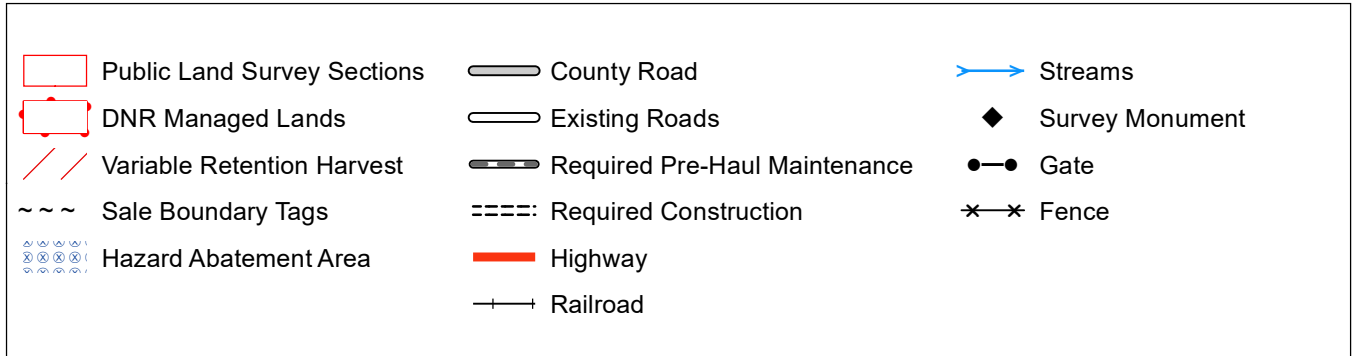 Public Land Survey Sections
DNR Managed Lands
Variable Retention Harvest
Sale Boundary Tags
Hazard Abatement Area
County Road
Existing Roads
Required Pre-Haul Maintenance
Required Construction
Highway
Railroad
Streams
Survey Monument
Gate
Fence